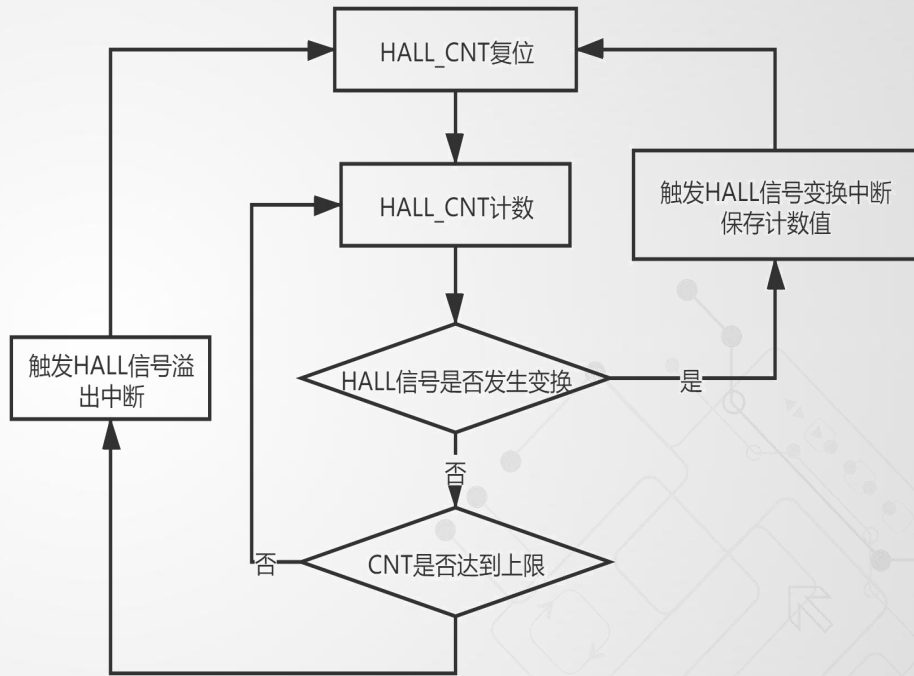 HALL_CNT复位
HALL_CNT计数
触发HALL信号变换中断
保存计数值
触发HALL信号溢
出中断
HALL信号是否发生变换
是
否
CNT是否达到上限
否